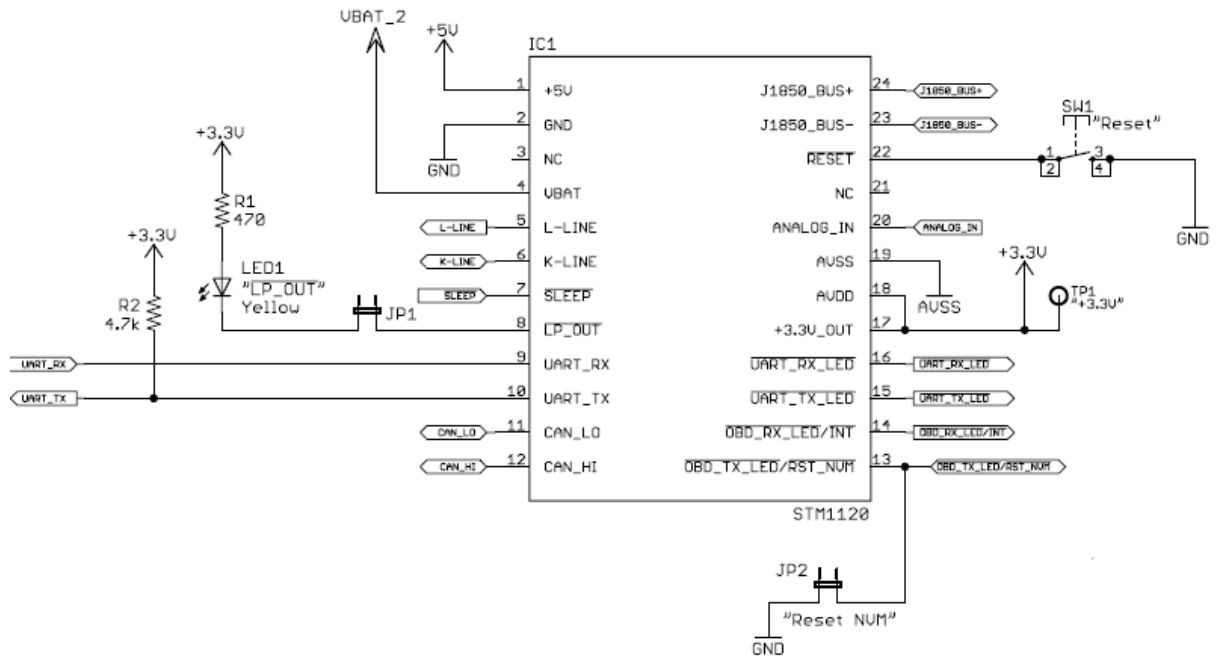 VBAT_2
+5V
IC1
1 +5V J1850_BUS+ 24 J1850_BUS+
SW1
2 GND J1850_BUS- 23 J1850_BUS- "Reset"
+3.3V
GND
3 NC RESET 22 1 2 3 4
4 VBAT NC 21
R1
470
L-LINE 5 L-LINE ANALOG_IN 20 ANALOG_IN
+3.3V GND
K-LINE 6 K-LINE AVSS 19 +3.3V
LED1
"LP_OUT"
Yellow
SLEEP 7 SLEEP AVDD 18 AVSS TP1
"+3.3V"
R2
4.7k
JP1
8 LP_OUT +3.3V_OUT 17
UART_RX 9 UART_RX UART_RX_LED 16 UART_RX_LED
UART_TX 10 UART_TX UART_TX_LED 15 UART_TX_LED
CAN_LO 11 CAN_LO OBD_RX_LED/INT 14 OBD_RX_LED/INT
CAN_HI 12 CAN_HI OBD_TX_LED/RST_NVM 13 OBD_TX_LED/RST_NVM
STM1120
JP2
"Reset NVM"
GND